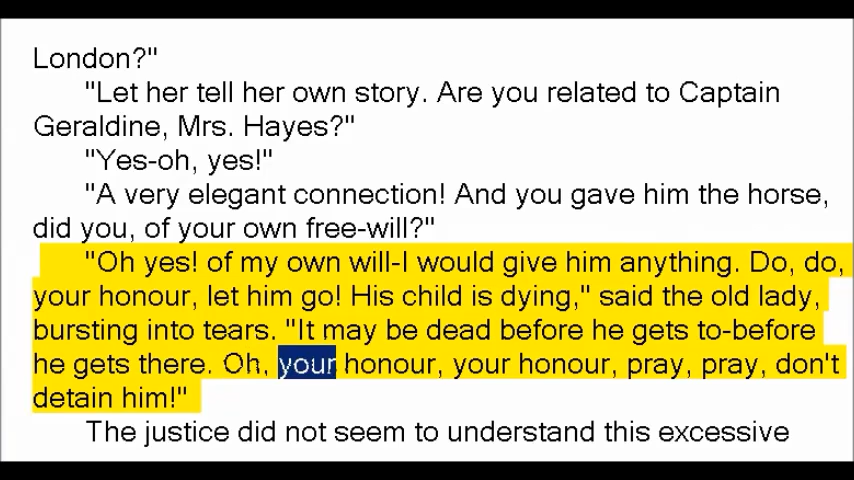 London?"
"Let her tell her own story. Are you related to Captain
Geraldine, Mrs. Hayes?"
"Yes-oh, yes!"
"A very elegant connection! And you gave him the horse,
did you, of your own free-will?"
"Oh yes! of my own will-I would give him anything. Do, do,
your honour, let him go! His child is dying," said the old lady,
bursting into tears. "It may be dead before he gets to-before
he gets there. Oh, your honour, your honour, pray, pray, don't
detain him!"
The justice did not seem to understand this excessive